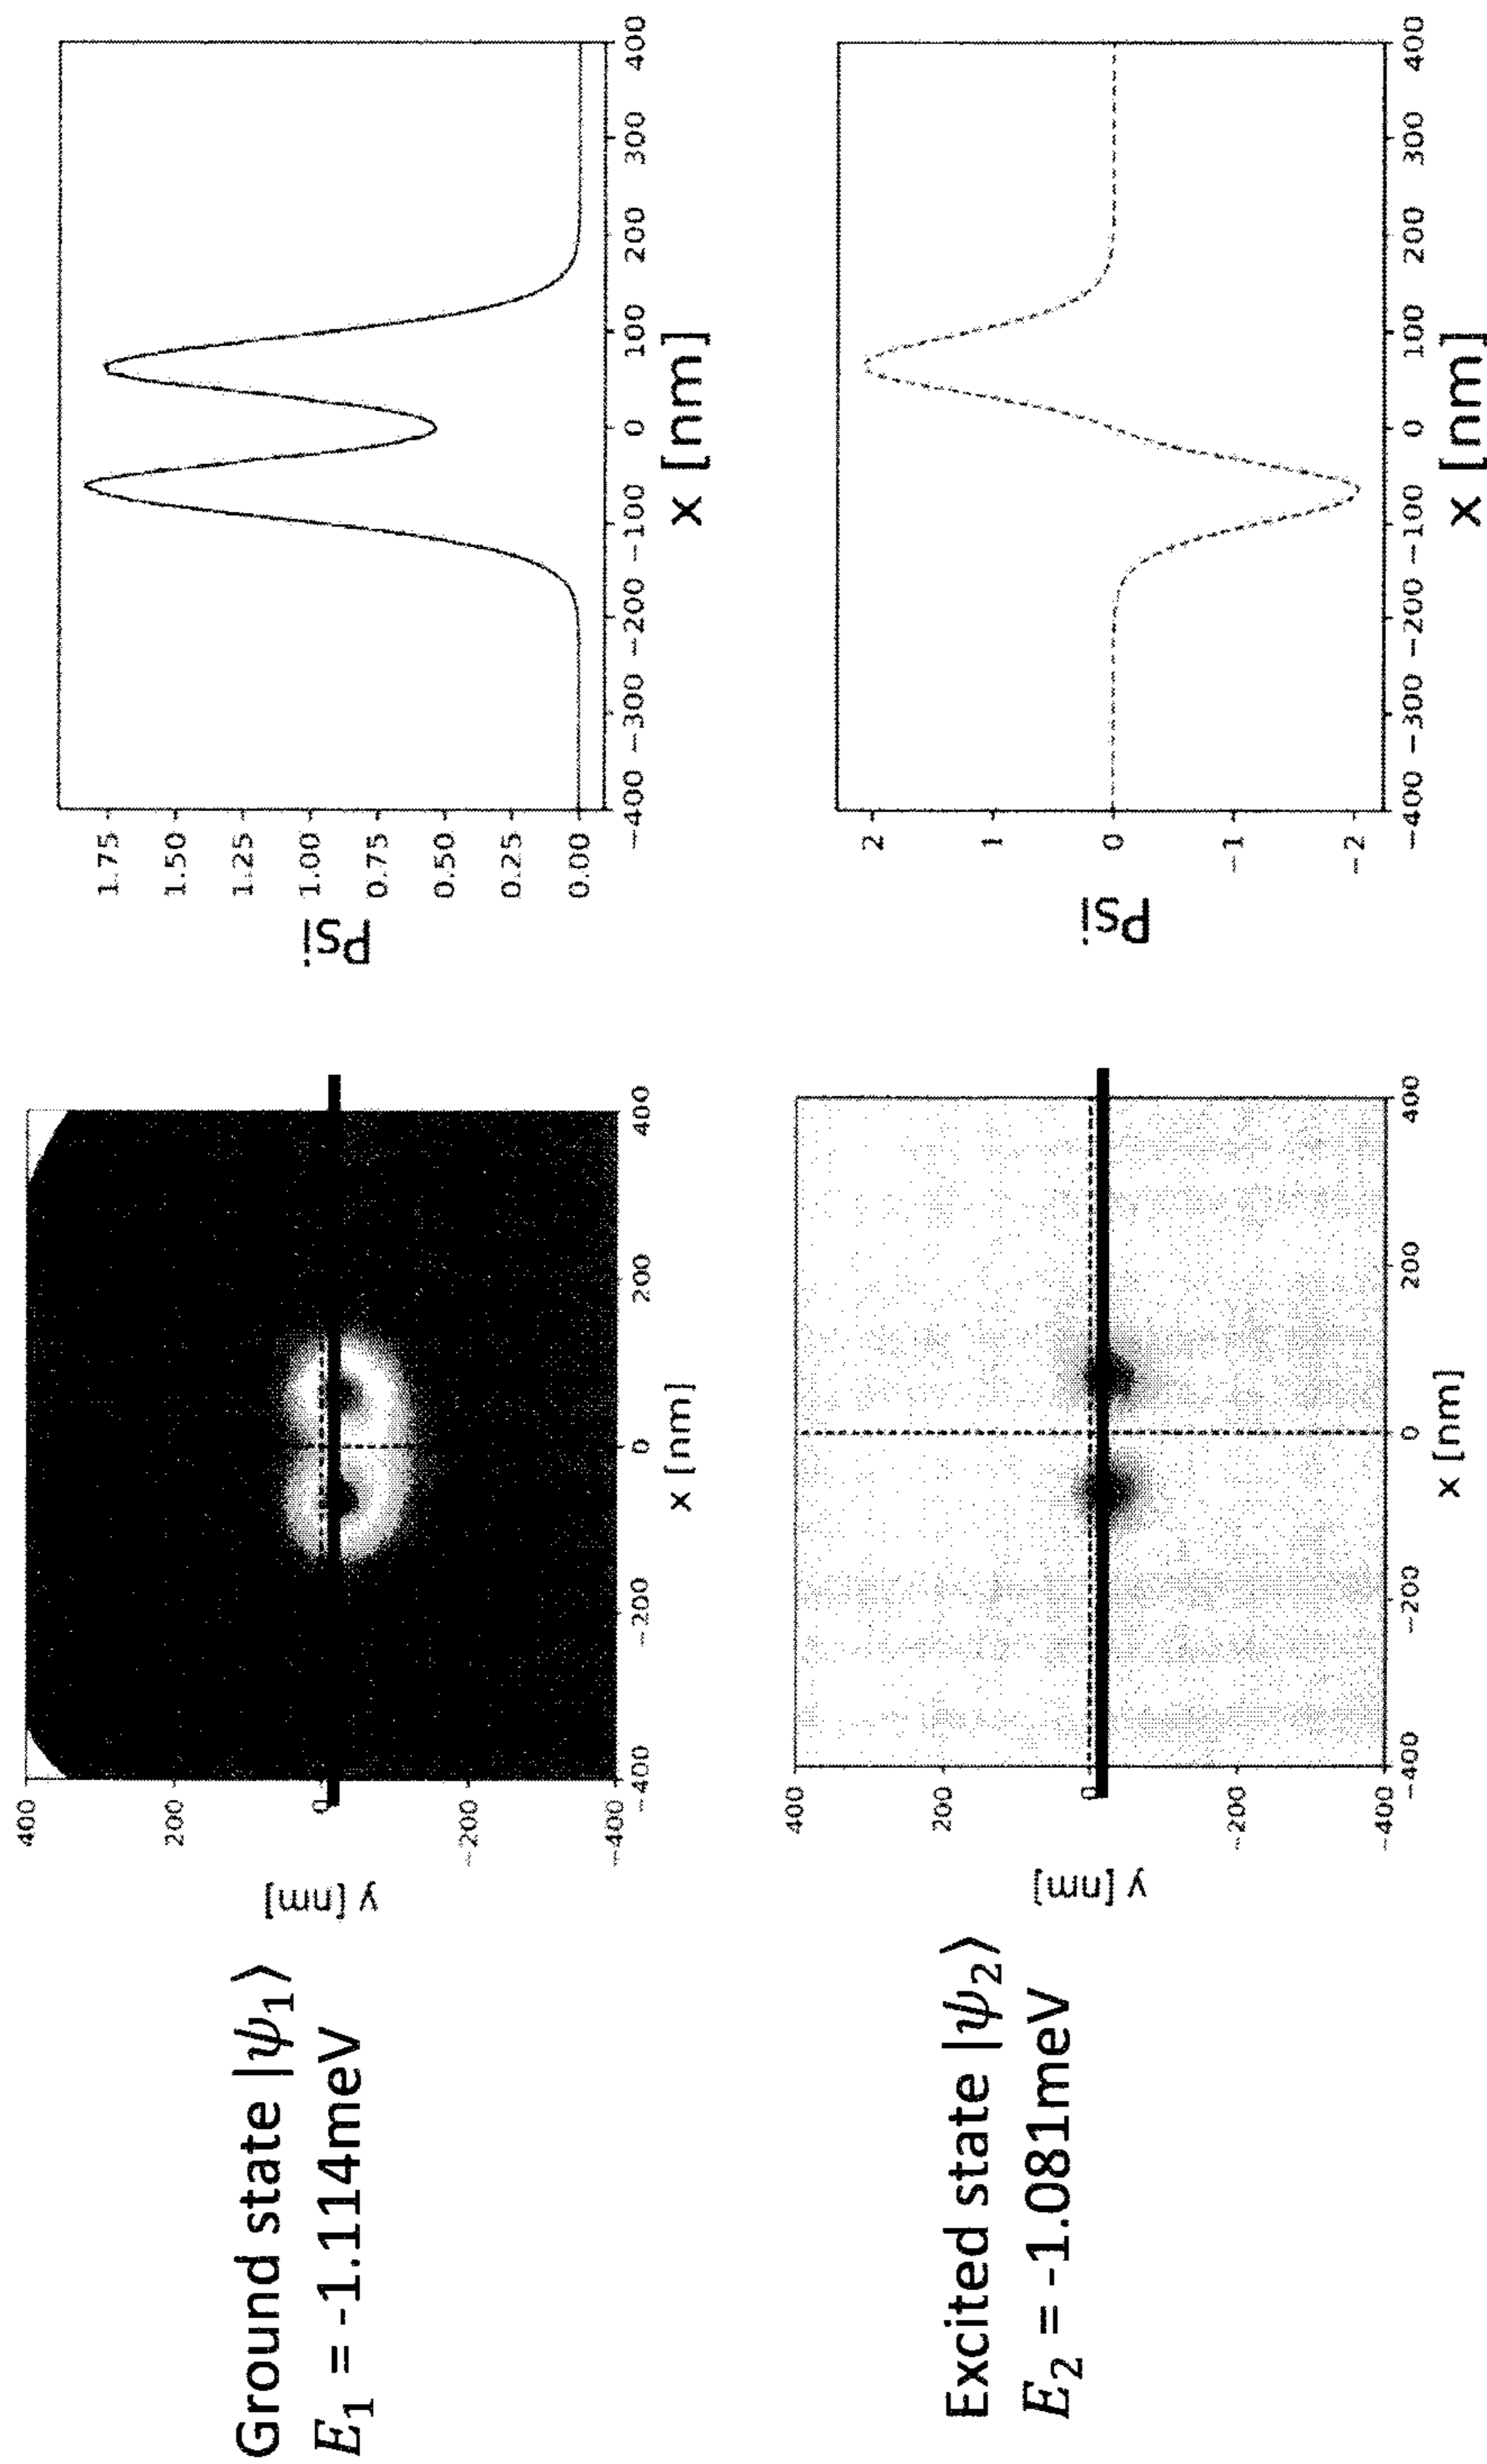 Ground state |ψ₁⟩
E₁ = -1.114meV
y [nm]
400
200
0
−200
−400
−400 −200 0 200 400
x [nm]
Psi
1.75
1.50
1.25
1.00
0.75
0.50
0.25
0.00
−400 −300 −200 −100 0 100 200 300 400
x [nm]
Excited state |ψ₂⟩
E₂ = -1.081meV
y [nm]
400
200
0
−200
−400
−400 −200 0 200 400
x [nm]
Psi
2
1
0
−1
−2
−400 −300 −200 −100 0 100 200 300 400
x [nm]